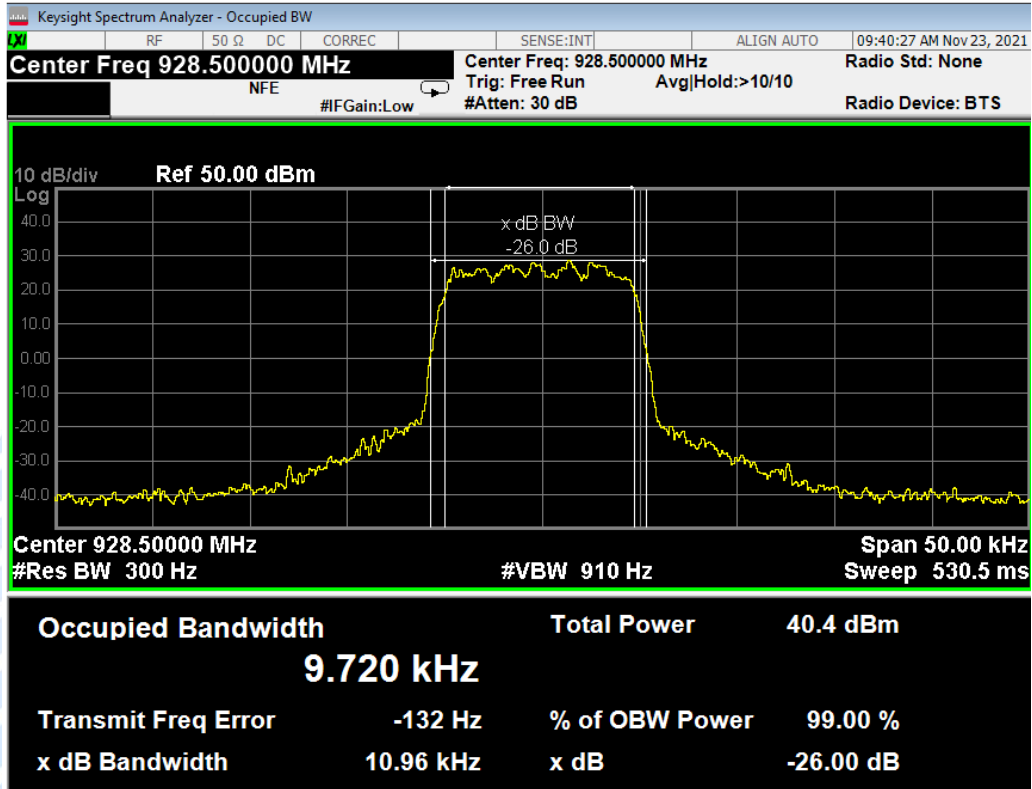 Keysight Spectrum Analyzer - Occupied BW
LXI RF 50 Ω DC CORREC SENSE:INT ALIGN AUTO 09:40:27 AM Nov 23, 2021
Center Freq 928.500000 MHz Center Freq: 928.500000 MHz Radio Std: None
NFE Trig: Free Run Avg|Hold:>10/10
#IFGain:Low #Atten: 30 dB Radio Device: BTS
10 dB/div Ref 50.00 dBm
Log
40.0
x dB BW
-26.0 dB
30.0
20.0
10.0
0.00
-10.0
-20.0
-30.0
-40.0
Center 928.50000 MHz Span 50.00 kHz
#Res BW 300 Hz #VBW 910 Hz Sweep 530.5 ms
Occupied Bandwidth Total Power 40.4 dBm
9.720 kHz
Transmit Freq Error -132 Hz % of OBW Power 99.00 %
x dB Bandwidth 10.96 kHz x dB -26.00 dB